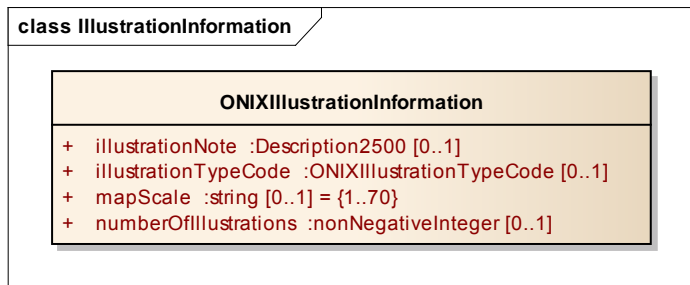 class IllustrationInformation
ONIXIllustrationInformation
+ illustrationNote :Description2500 [0..1]
+ illustrationTypeCode :ONIXIllustrationTypeCode [0..1]
+ mapScale :string [0..1] = {1..70}
+ numberOfIllustrations :nonNegativeInteger [0..1]